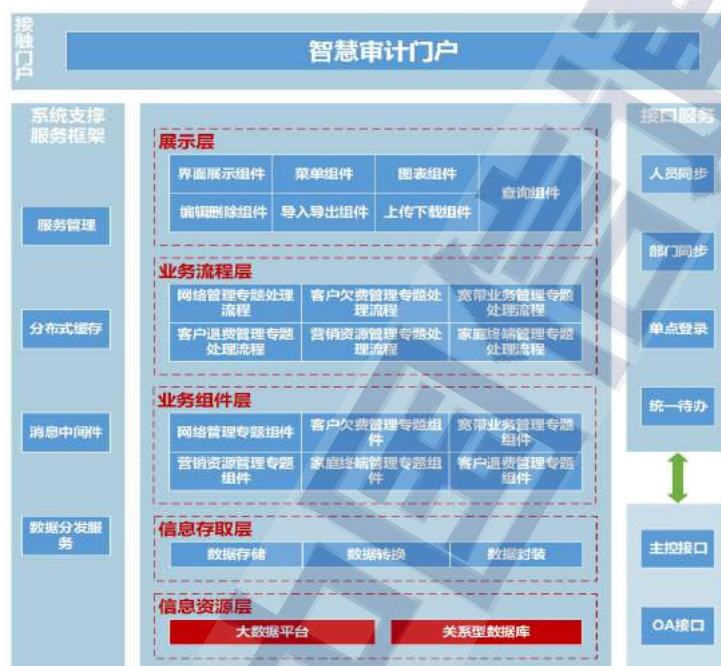 接触门户
智慧审计门户
系统支撑
服务框架
服务管理
分布式缓存
消息中间件
数据分发服
务
展示层
界面展示组件
菜单组件
图表组件
查询组件
编辑删除组件
导入导出组件
上传下载组件
业务流程层
网络管理专题处理
流程
客户欠费管理专题处
理流程
宽带业务管理专题
处理流程
客户退费管理专题
处理流程
营销资源管理专题处
理流程
家庭终端管理专题
处理流程
业务组件层
网络管理专题组件
客户欠费管理专题组
件
宽带业务管理专题
组件
营销资源管理专题
组件
家庭终端管理专题组
件
客户退费管理专题
组件
信息存取层
数据存储
数据转换
数据封装
信息资源层
大数据平台
关系型数据库
接口服务
人员同步
部门同步
单点登录
统一待办
主控接口
OA接口